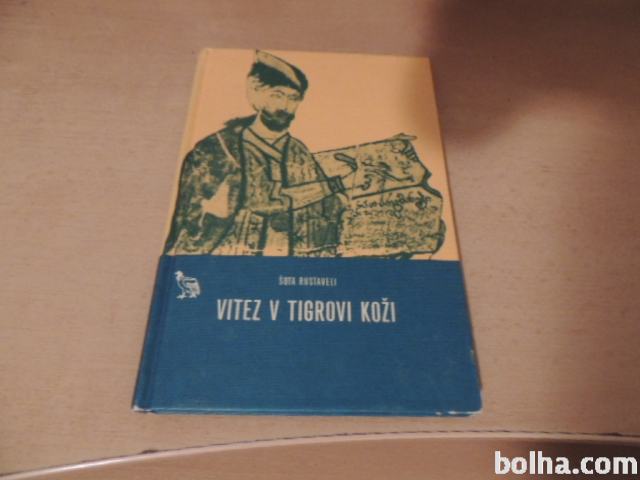 ŠOTA RUSTAVELI
VITEZ V TIGROVI KOŽI
bolha.com